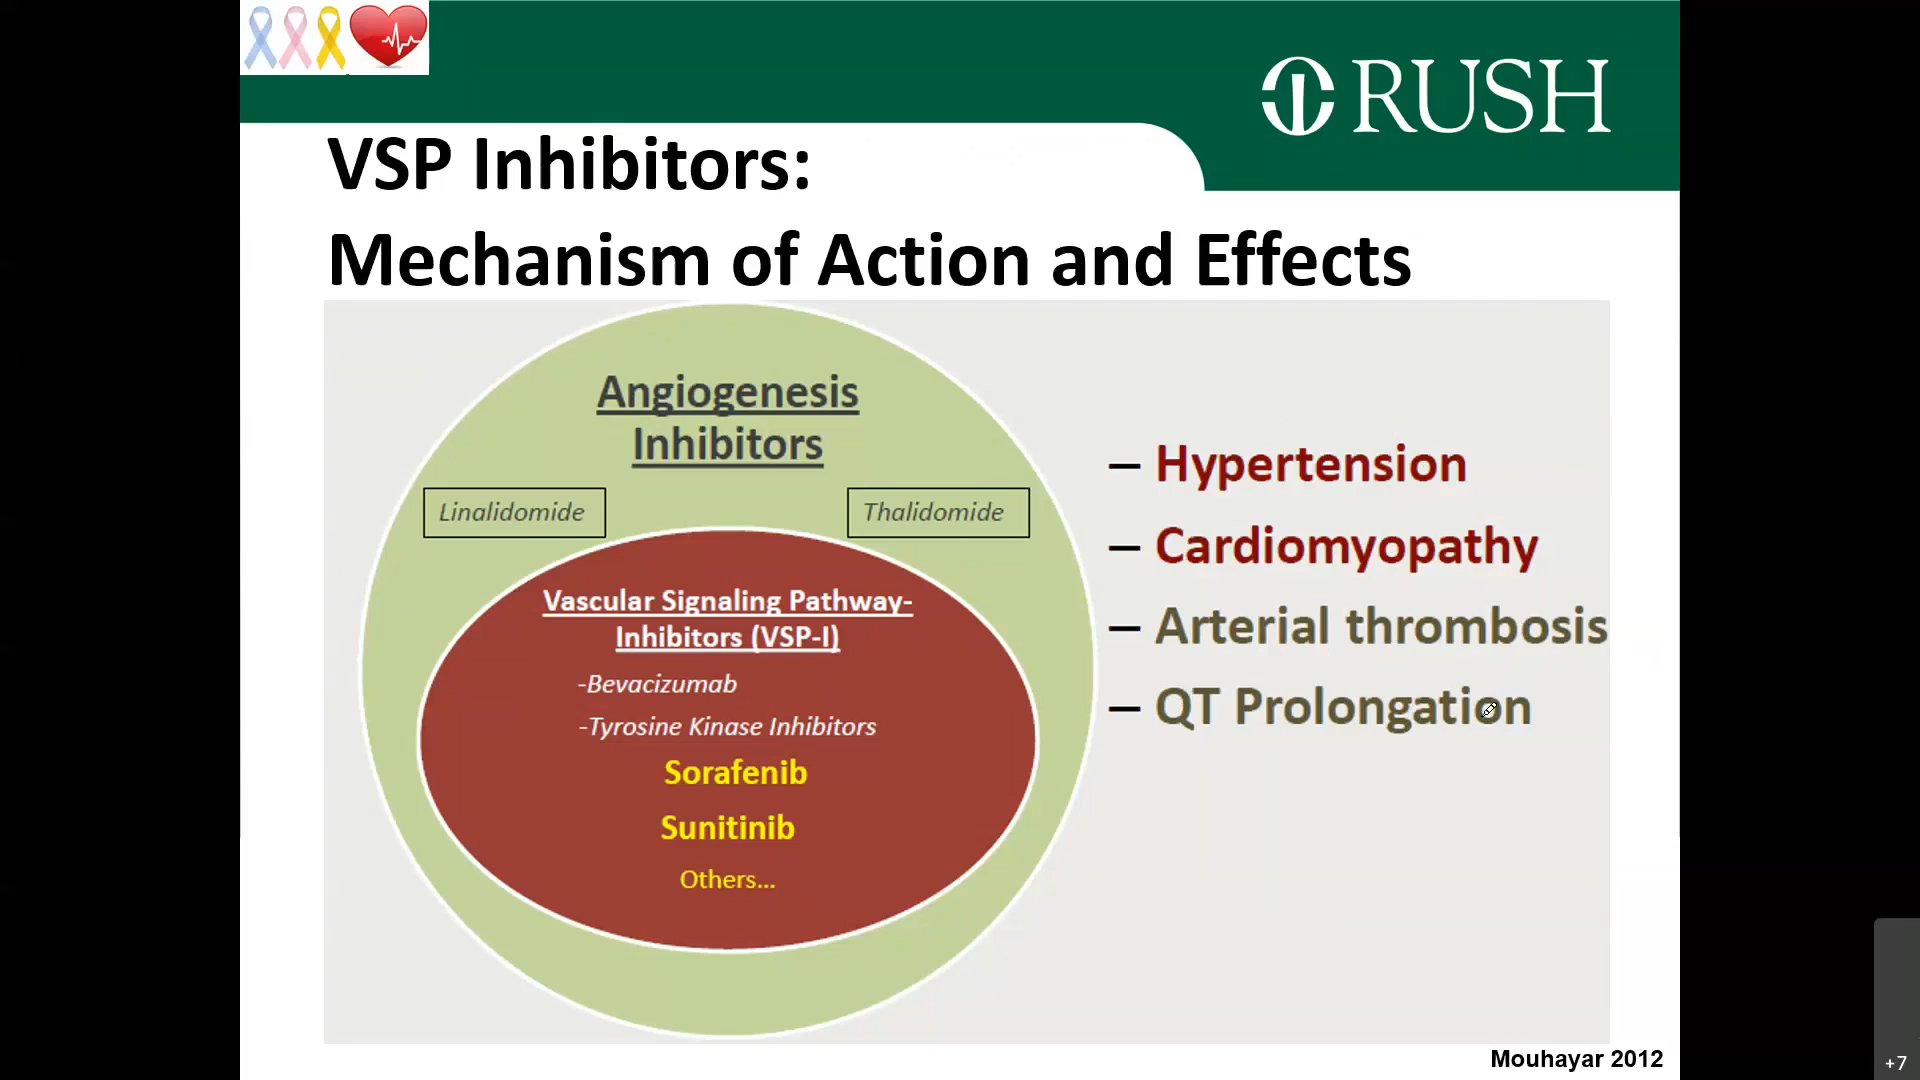 RUSH
VSP Inhibitors:
Mechanism of Action and Effects
Angiogenesis
Inhibitors
Linalidomide
Thalidomide
Vascular Signaling Pathway-
Inhibitors (VSP-I)
-Bevacizumab
-Tyrosine Kinase Inhibitors
Sorafenib
Sunitinib
Others...
– Hypertension
– Cardiomyopathy
– Arterial thrombosis
– QT Prolongation
Mouhayar 2012
+7